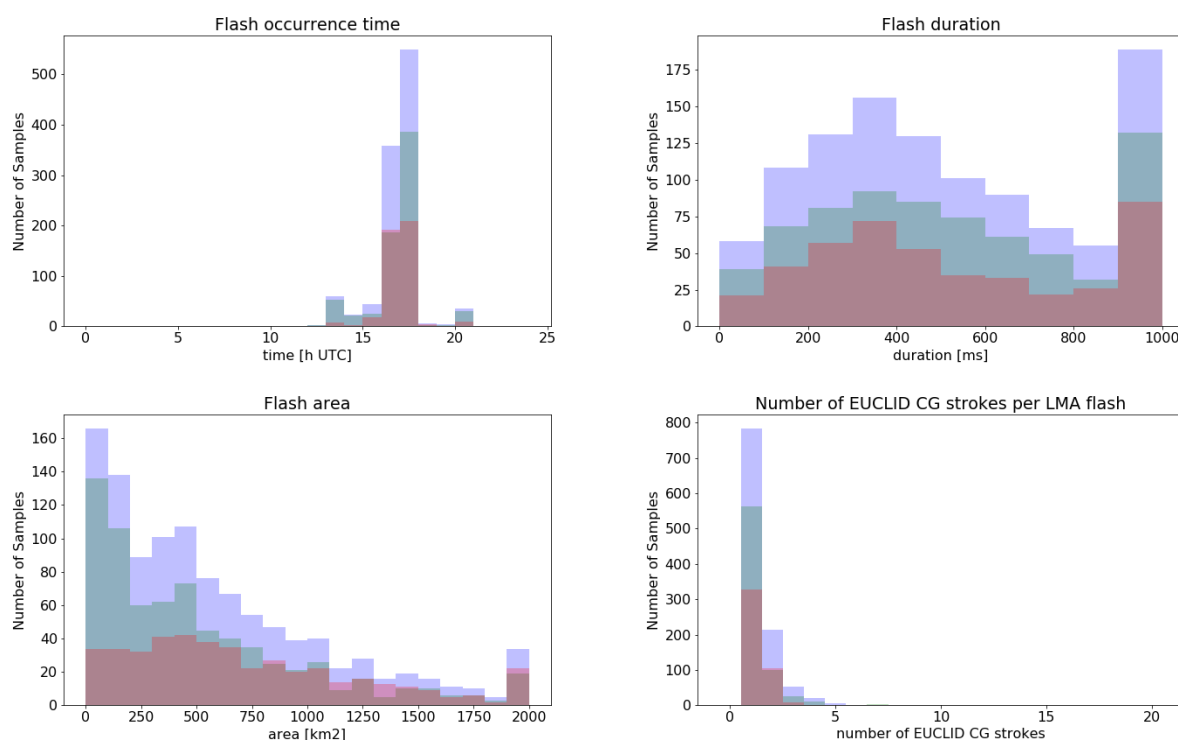 Flash occurrence time
Number of Samples
500
400
300
200
100
0
0 5 10 15 20 25
time [h UTC]
Flash duration
Number of Samples
175
150
125
100
75
50
25
0
0 200 400 600 800 1000
duration [ms]
Flash area
Number of Samples
160
140
120
100
80
60
40
20
0
0 250 500 750 1000 1250 1500 1750 2000
area [km2]
Number of EUCLID CG strokes per LMA flash
Number of Samples
800
700
600
500
400
300
200
100
0
0 5 10 15 20
number of EUCLID CG strokes